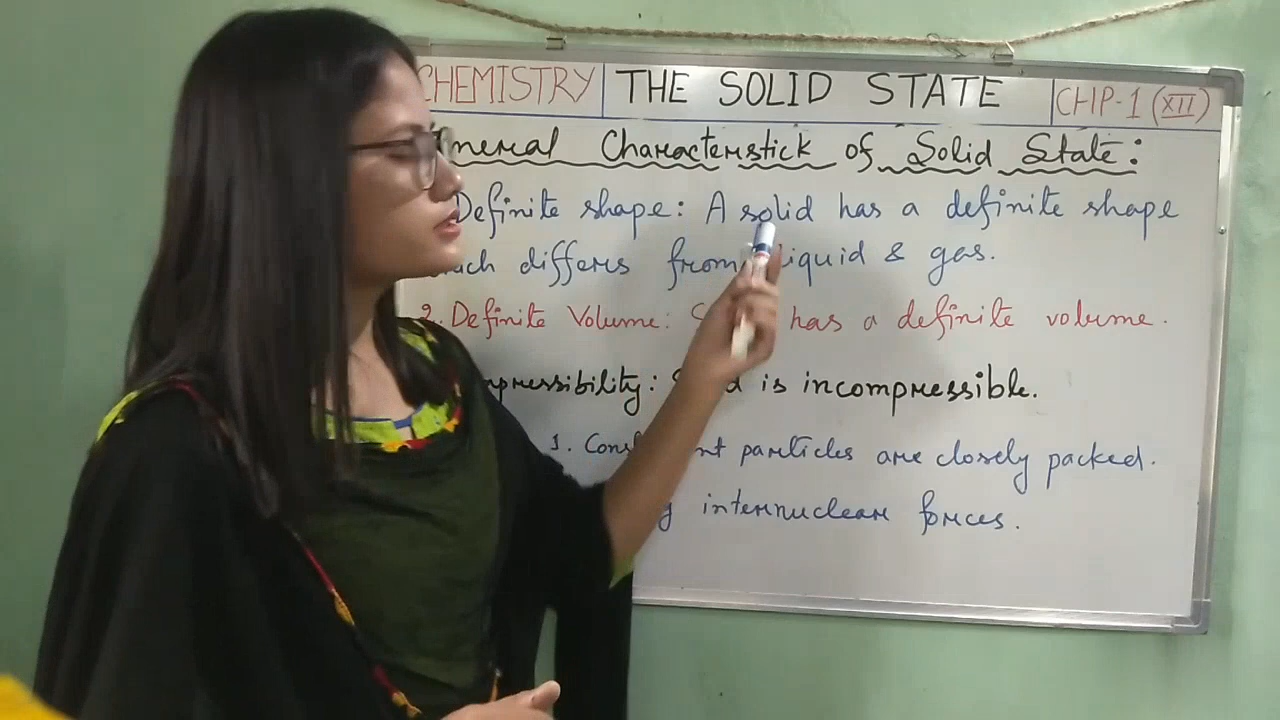 CHEMISTRY THE SOLID STATE CHP-1 (XII)
Characterstick of Solid State:
Definite shape: A solid has a definite shape
differs from liquid & gas.
2. Definite Volume: has a definite volume.
is incompressible.
1. particles are closely packed.
internuclear forces.